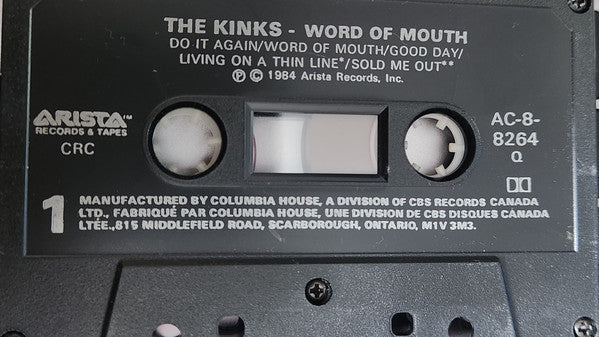 THE KINKS - WORD OF MOUTH
DO IT AGAIN/WORD OF MOUTH/GOOD DAY/
LIVING ON A THIN LINE*/SOLD ME OUT**
Ⓟ © 1984 Arista Records, Inc.
ARISTA™
RECORDS & TAPES
CRC
AC-8-
8264
Q
1
MANUFACTURED BY COLUMBIA HOUSE, A DIVISION OF CBS RECORDS CANADA
LTD., FABRIQUÉ PAR COLUMBIA HOUSE, UNE DIVISION DE CBS DISQUES CANADA
LTÉE.,815 MIDDLEFIELD ROAD, SCARBOROUGH, ONTARIO, M1V 3M3.